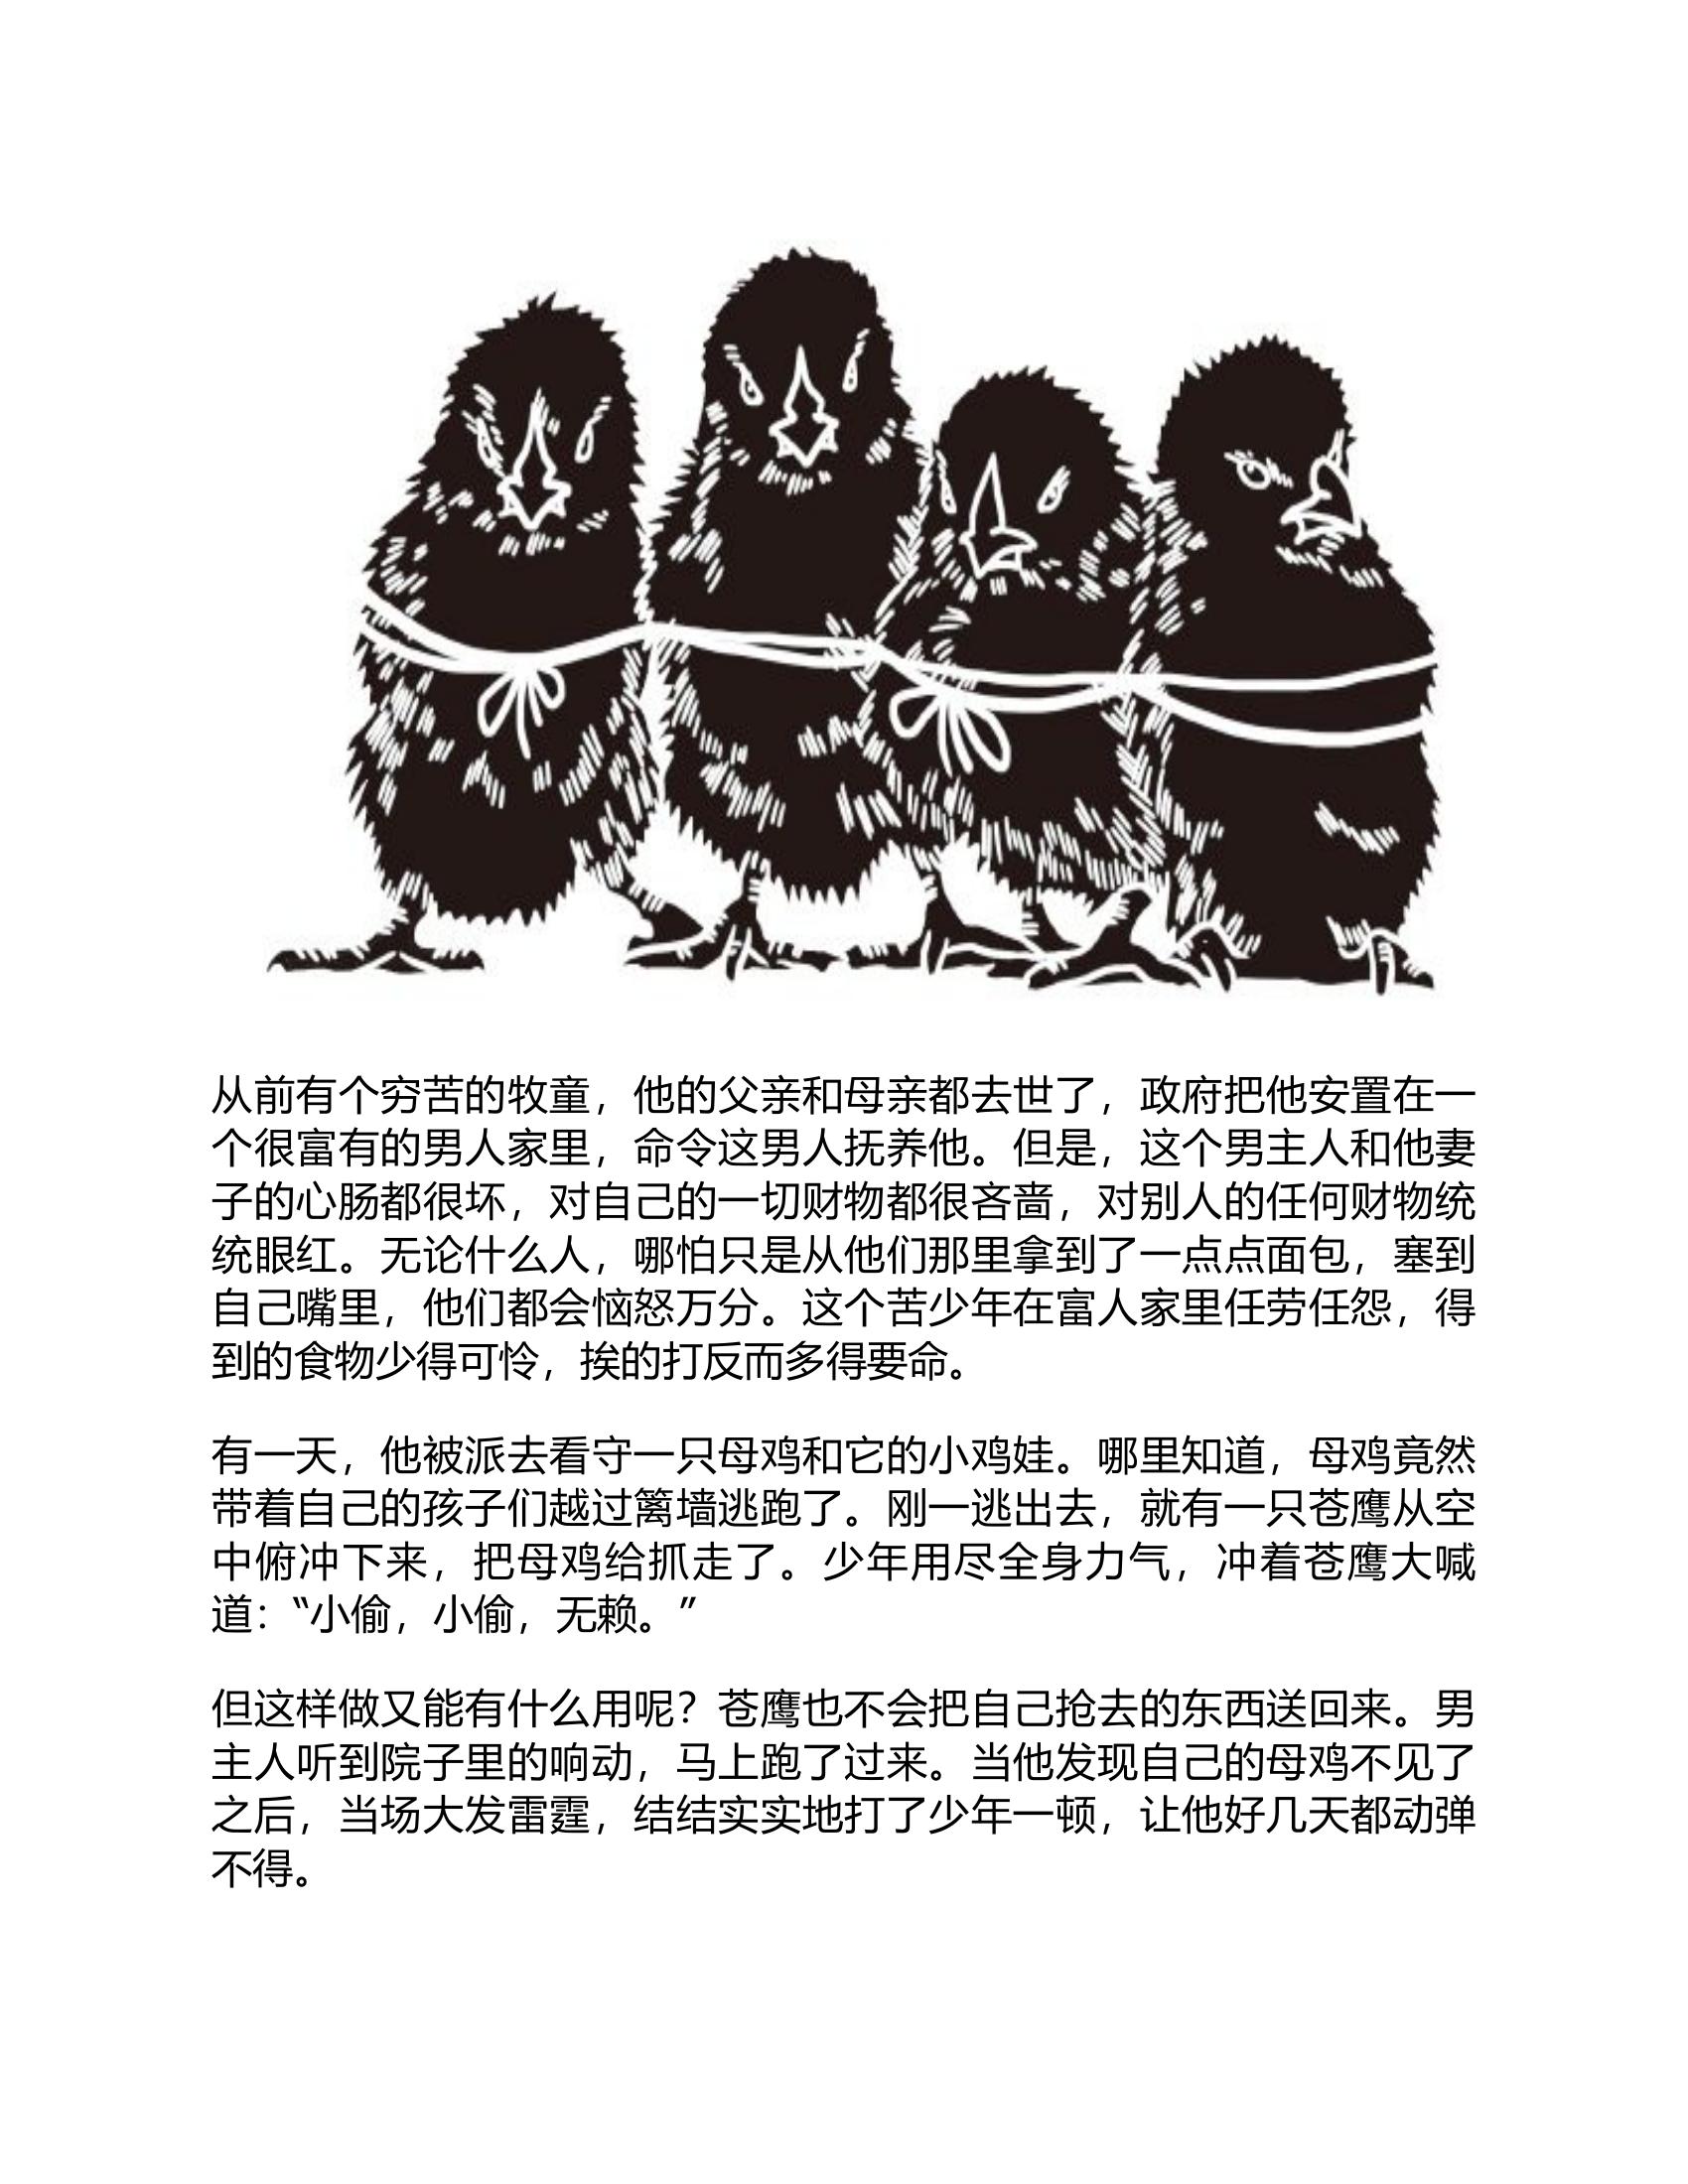 从前有个穷苦的牧童，他的父亲和母亲都去世了，政府把他安置在一
个很富有的男人家里，命令这男人抚养他。但是，这个男主人和他妻
子的心肠都很坏，对自己的一切财物都很吝啬，对别人的任何财物统
统眼红。无论什么人，哪怕只是从他们那里拿到了一点点面包，塞到
自己嘴里，他们都会恼怒万分。这个苦少年在富人家里任劳任怨，得
到的食物少得可怜，挨的打反而多得要命。
有一天，他被派去看守一只母鸡和它的小鸡娃。哪里知道，母鸡竟然
带着自己的孩子们越过篱墙逃跑了。刚一逃出去，就有一只苍鹰从空
中俯冲下来，把母鸡给抓走了。少年用尽全身力气，冲着苍鹰大喊
道：“小偷，小偷，无赖。”
但这样做又能有什么用呢？苍鹰也不会把自己抢去的东西送回来。男
主人听到院子里的响动，马上跑了过来。当他发现自己的母鸡不见了
之后，当场大发雷霆，结结实实地打了少年一顿，让他好几天都动弹
不得。